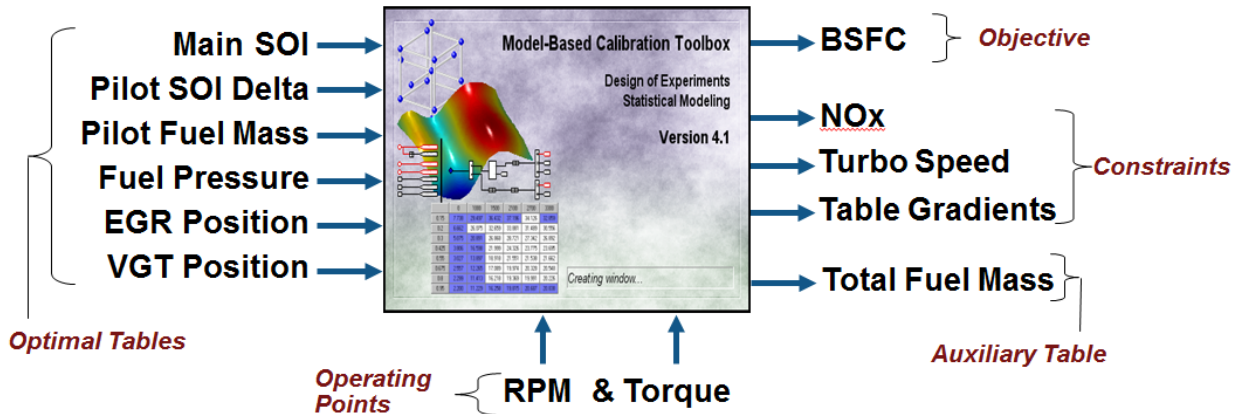 Main SOI
Pilot SOI Delta
Pilot Fuel Mass
Fuel Pressure
EGR Position
VGT Position
Optimal Tables
Model-Based Calibration Toolbox
Design of Experiments
Statistical Modeling
Version 4.1
Creating window...
BSFC
Objective
NOx
Turbo Speed
Table Gradients
Constraints
Total Fuel Mass
Auxiliary Table
Operating
Points
RPM & Torque